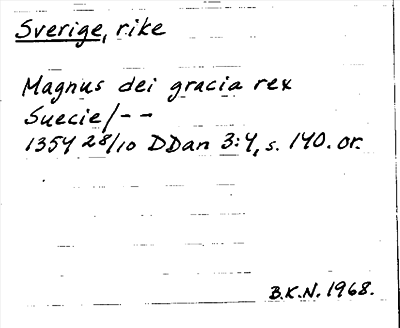 Sverige, rike
Magnus dei gracia rex
Suecie/--
1354 28/10 DDan 3:4, s. 140. or.
B.K.N. 1968.